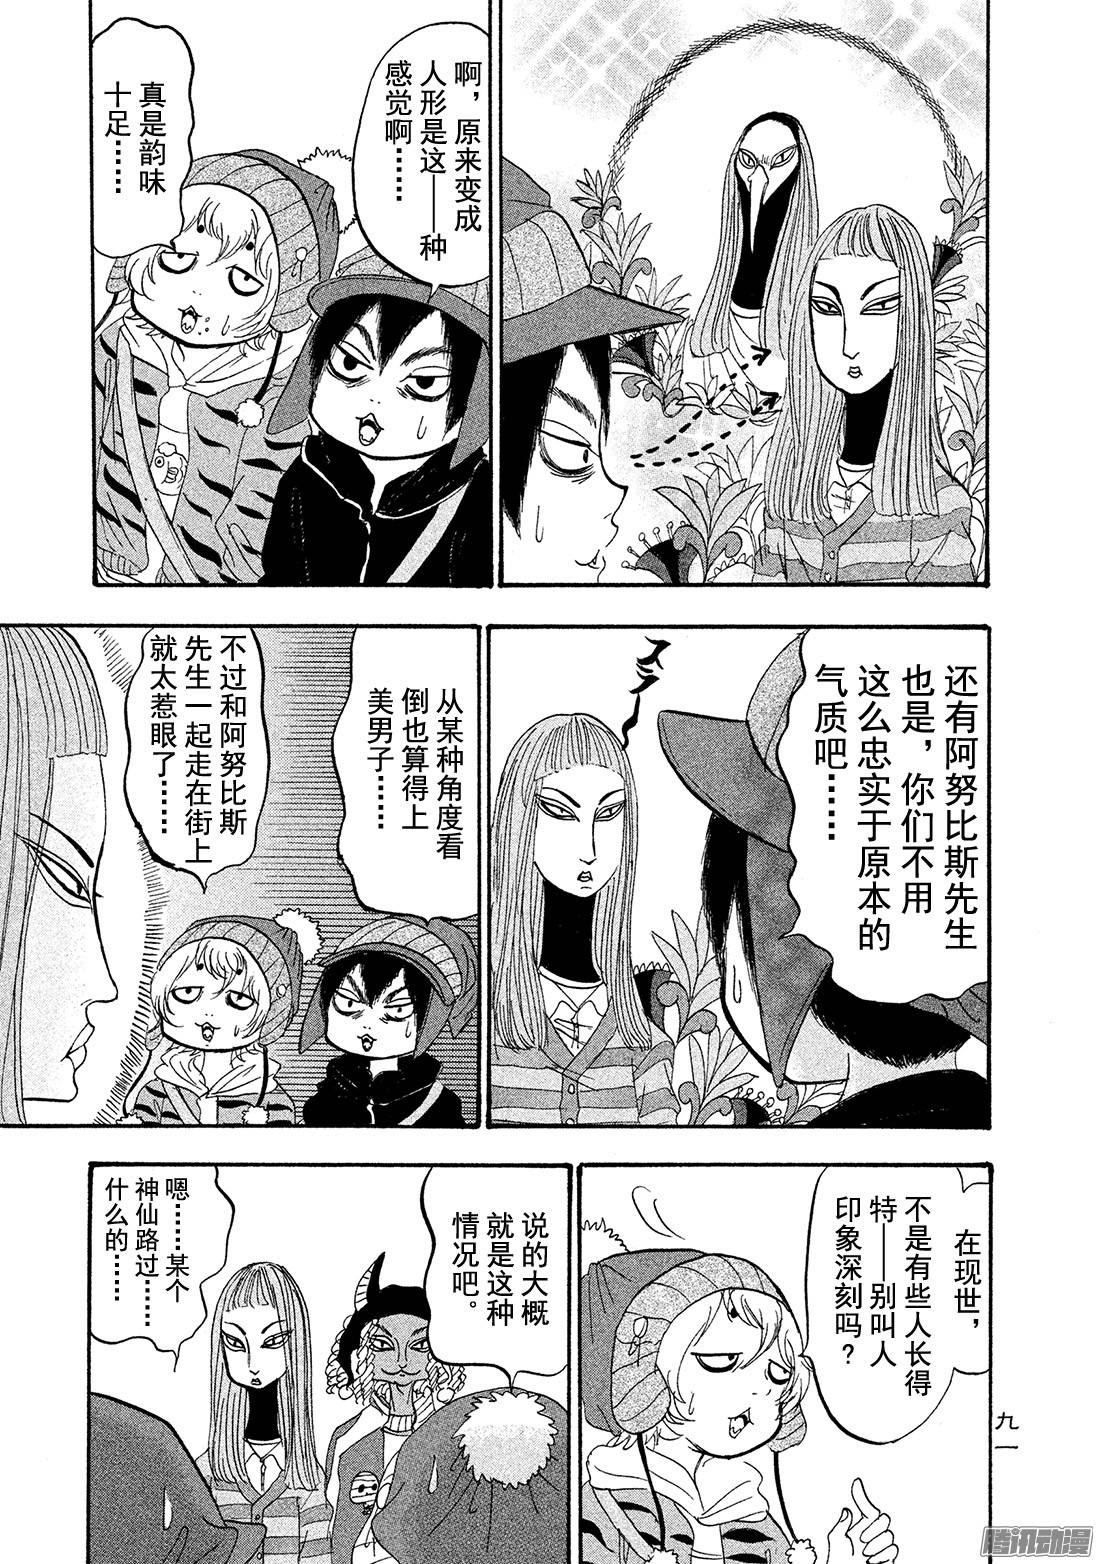 啊，原来变成
人形是这——种
感觉啊……
真是韵味
十足……
还有阿努比斯先生
也是，你们不用
这么忠实于原本的
气质吧……
スラーッ
从某种角度看
倒也算得上
美男子……
不过和阿努比斯
先生一起走在街上
就太惹眼了……
在现世，
不是有些人长得
特——别叫人
印象深刻吗？
说的大概
就是这种
情况吧。
嗯……某个
神仙路过……
什么的……
九一
腾讯动漫